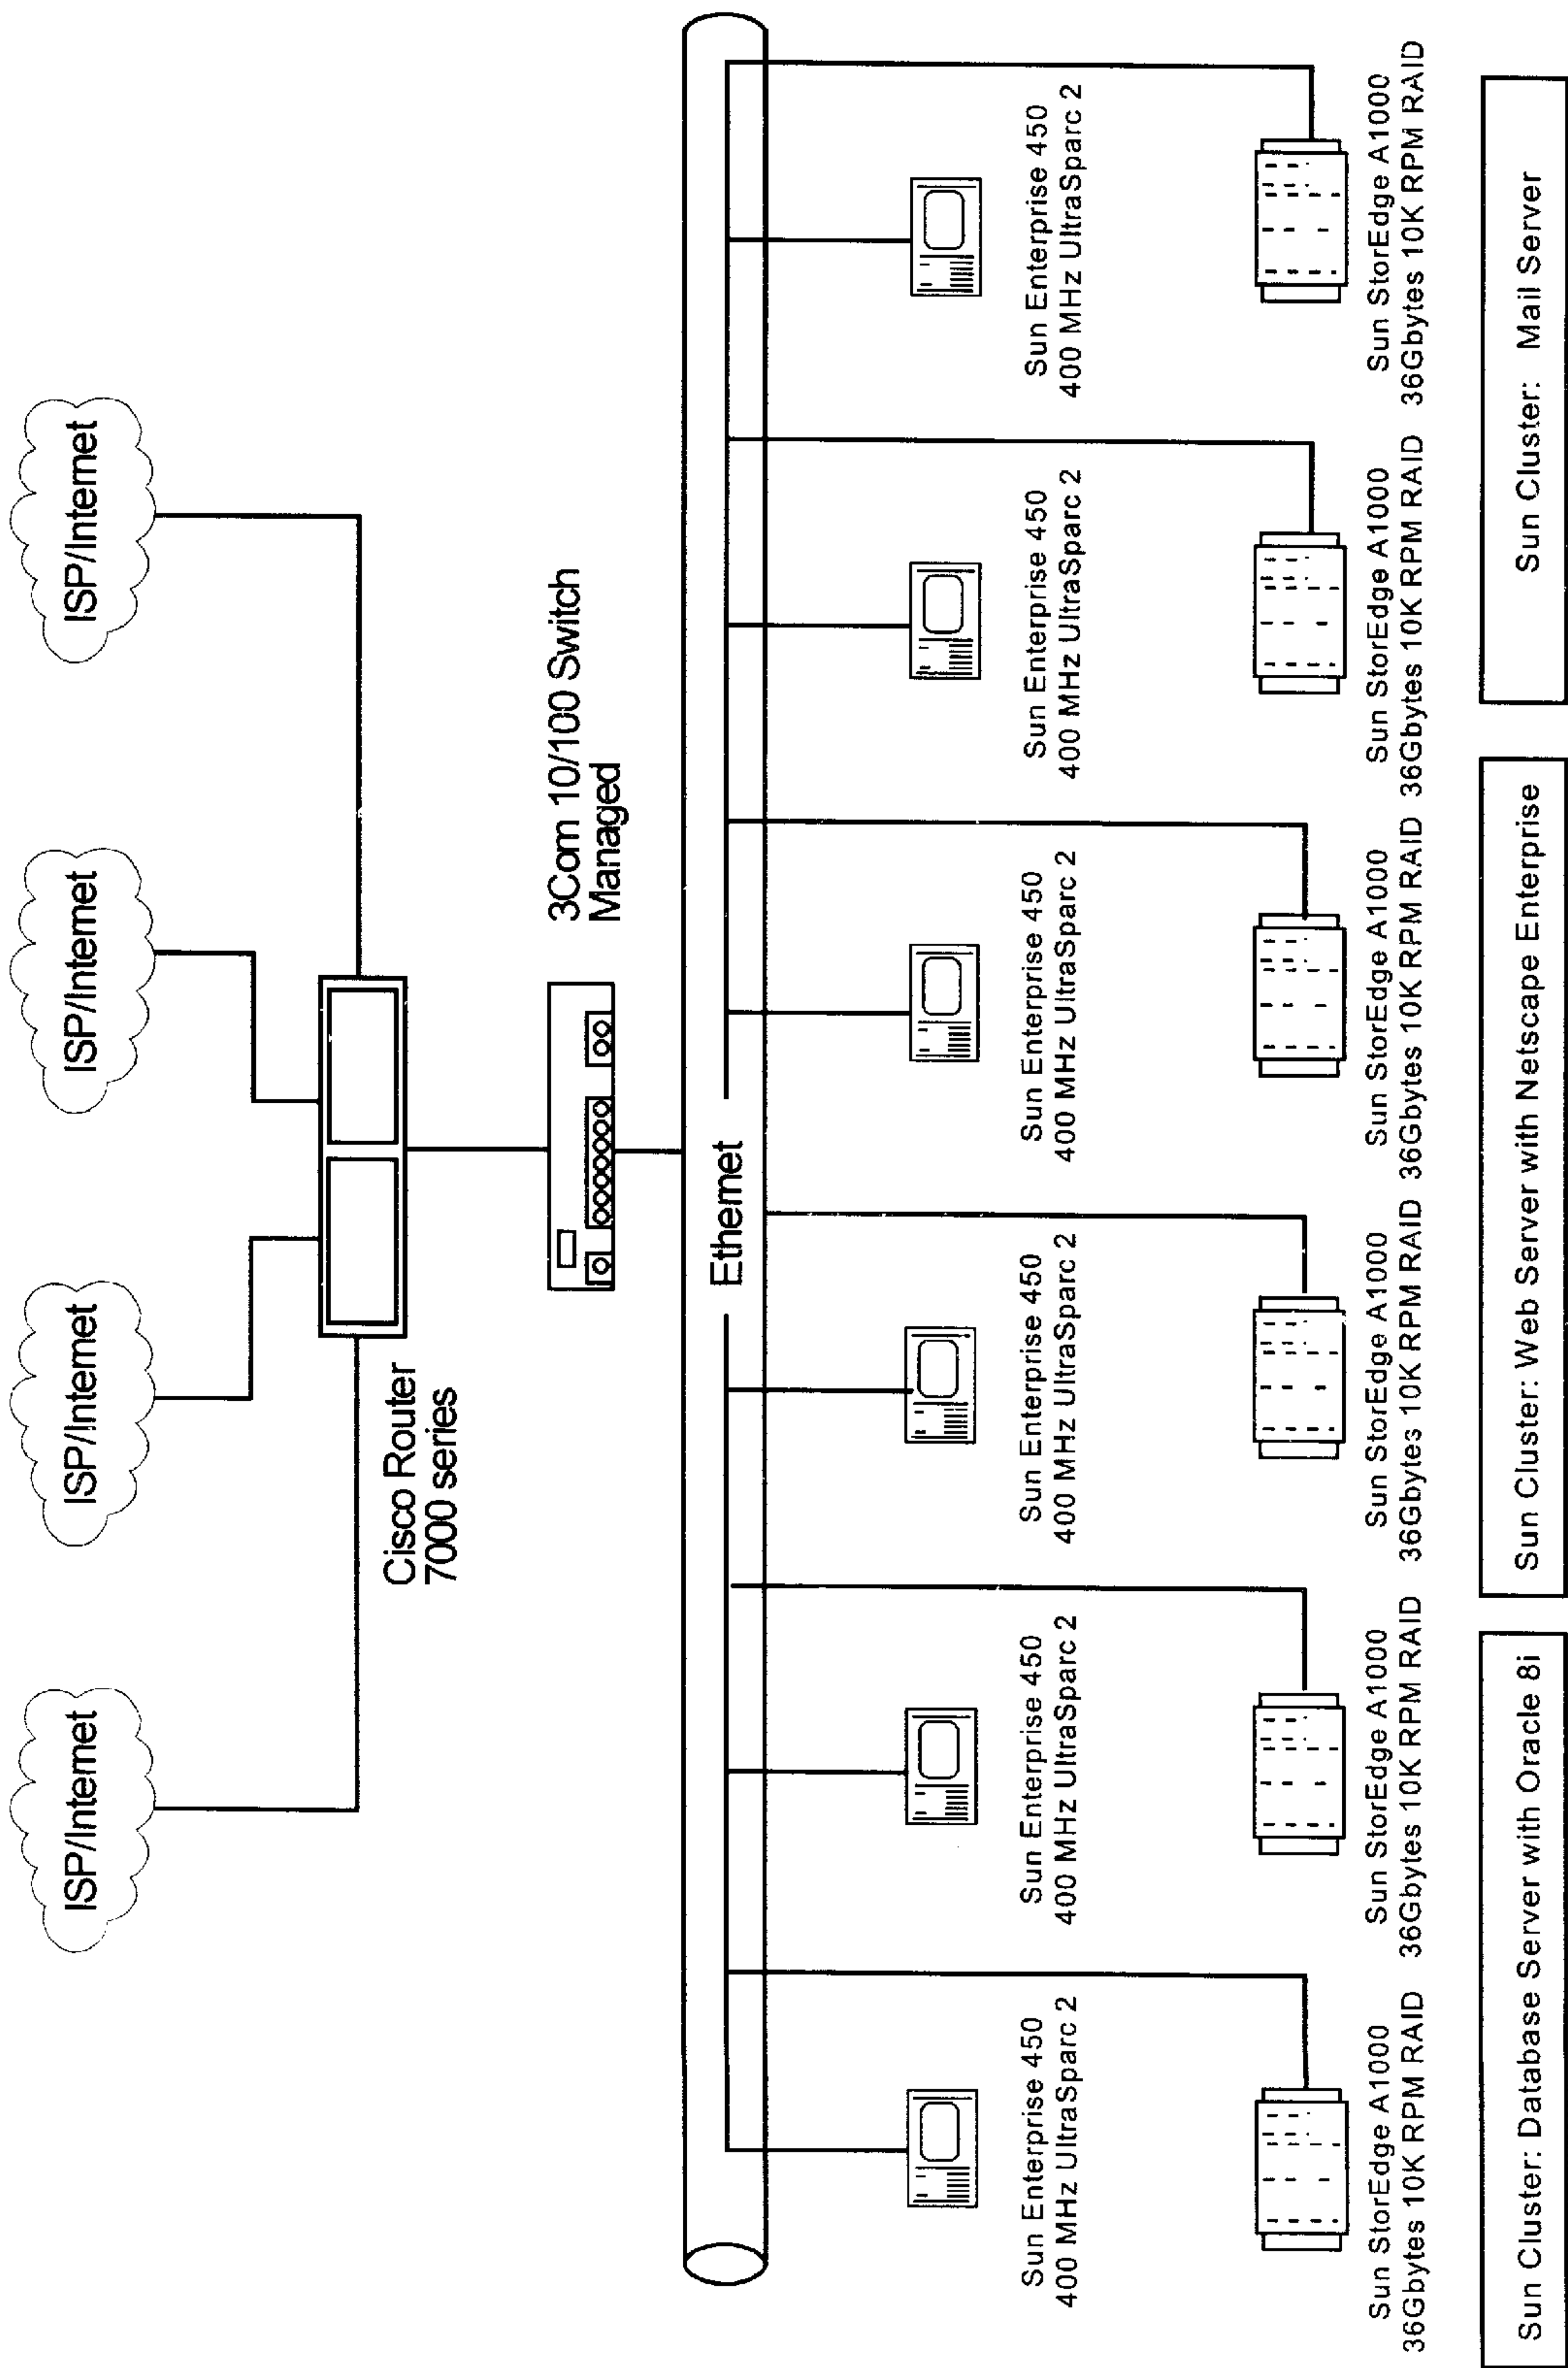 ISP/Internet
ISP/Internet
ISP/Internet
ISP/Internet
Cisco Router
7000 series
3Com 10/100 Switch
Managed
Ethernet
Sun Enterprise 450
400 MHz UltraSparc 2
Sun Enterprise 450
400 MHz UltraSparc 2
Sun Enterprise 450
400 MHz UltraSparc 2
Sun Enterprise 450
400 MHz UltraSparc 2
Sun Enterprise 450
400 MHz UltraSparc 2
Sun Enterprise 450
400 MHz UltraSparc 2
Sun StorEdge A1000
36Gbytes 10K RPM RAID
Sun StorEdge A1000
36Gbytes 10K RPM RAID
Sun StorEdge A1000
36Gbytes 10K RPM RAID
Sun StorEdge A1000
36Gbytes 10K RPM RAID
Sun StorEdge A1000
36Gbytes 10K RPM RAID
Sun StorEdge A1000
36Gbytes 10K RPM RAID
Sun Cluster: Database Server with Oracle 8i
Sun Cluster: Web Server with Netscape Enterprise
Sun Cluster: Mail Server